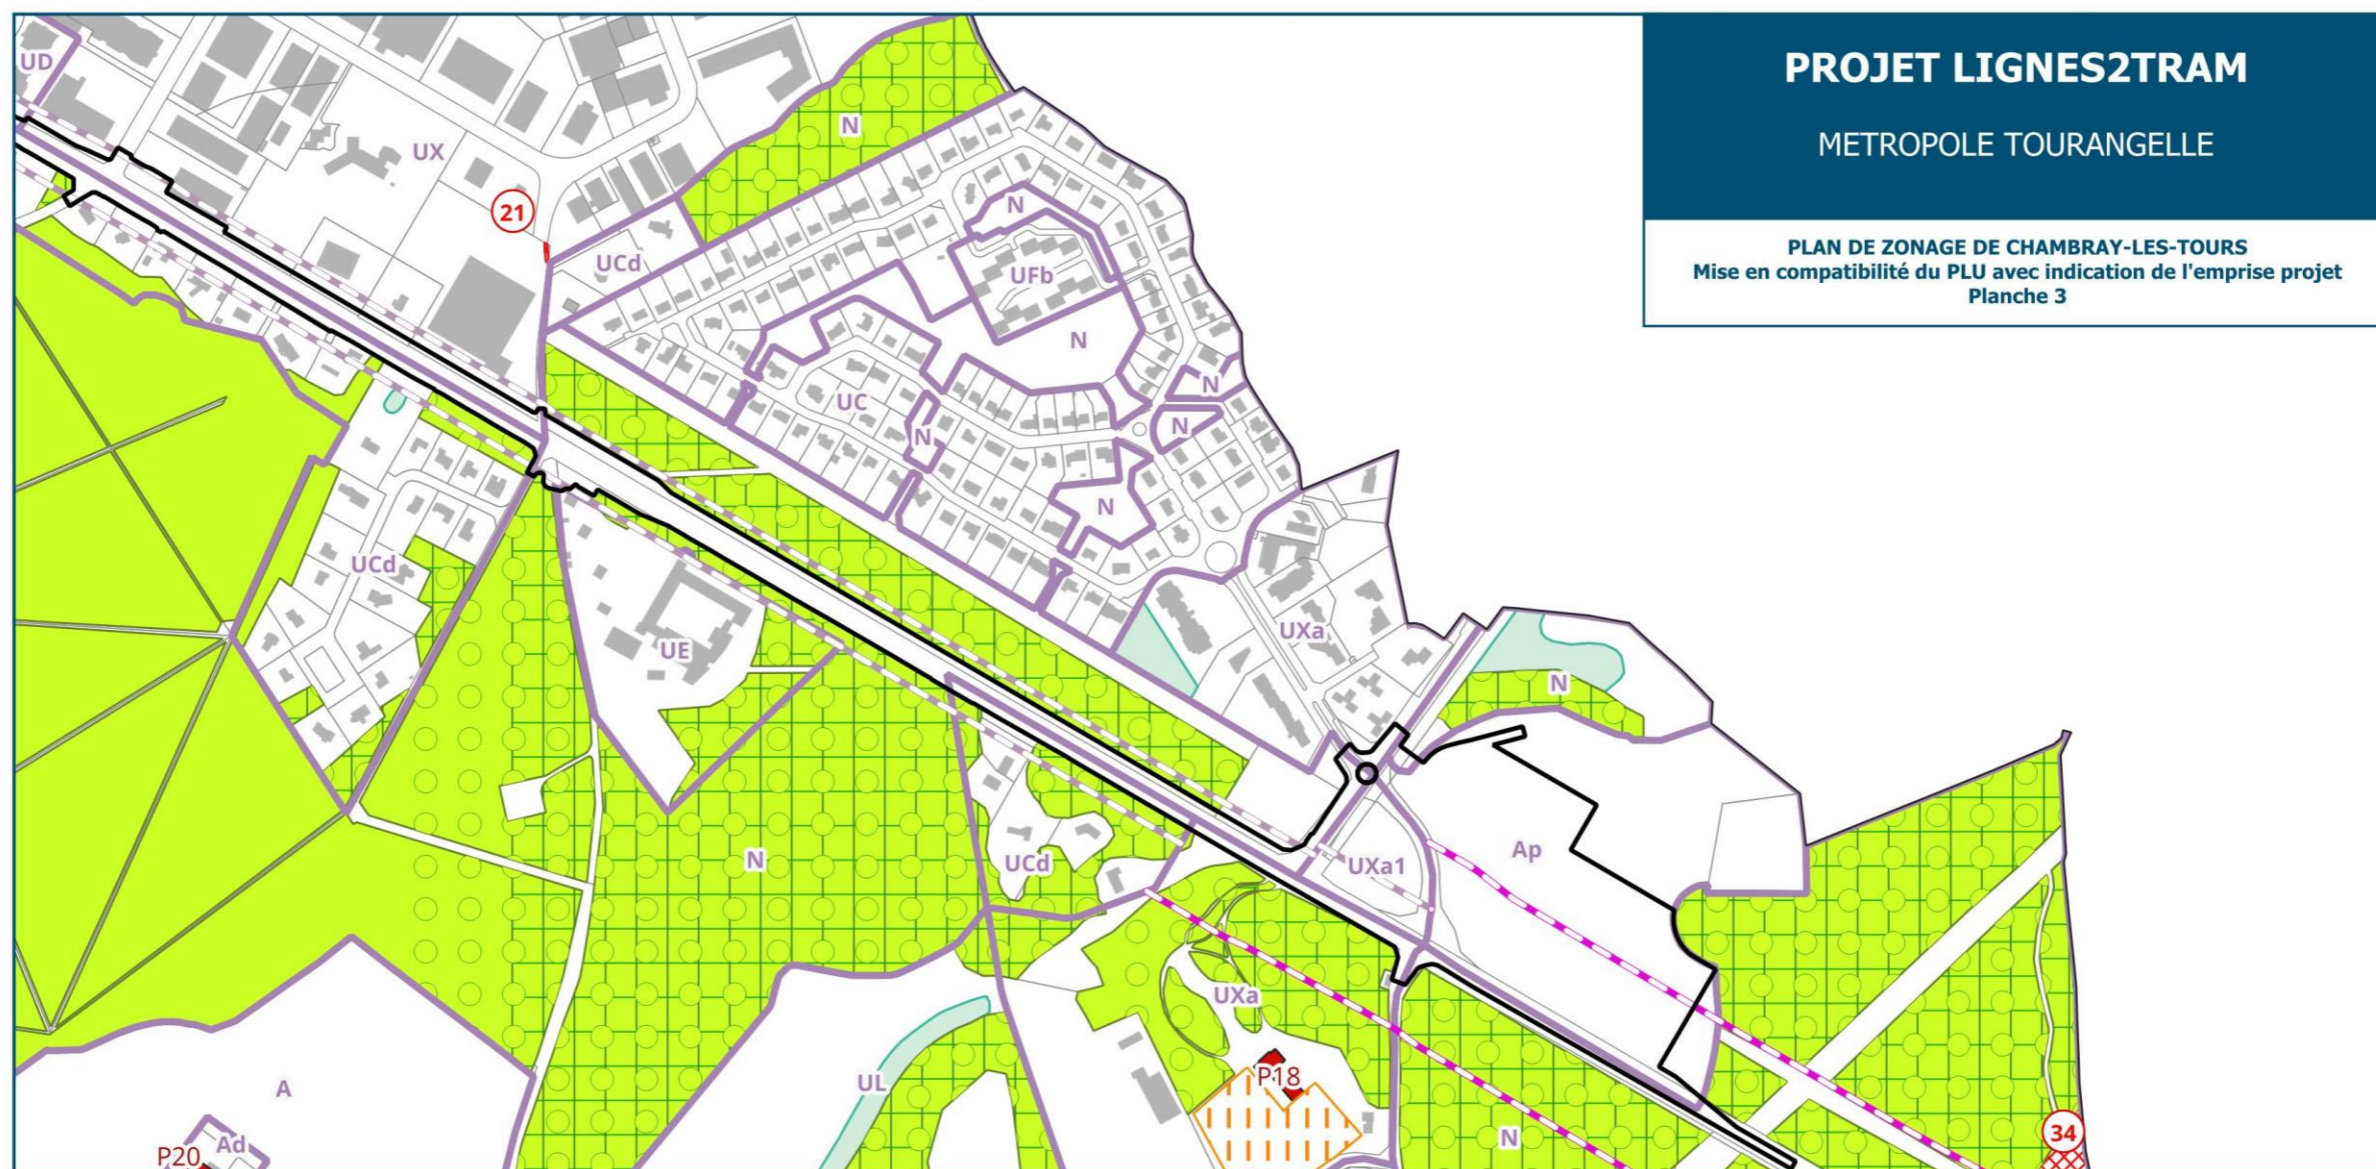 PROJET LIGNES2TRAM
METROPOLE TOURANGELLE
PLAN DE ZONAGE DE CHAMBRAY-LES-TOURS
Mise en compatibilité du PLU avec indication de l'emprise projet
Planche 3
UD
UX
N
21
UCd
N
UFb
N
N
UC
N
N
N
UCd
UXa
UE
N
N
UCd
UXa1
Ap
UXa
UL
P18
A
Ad
P20
N
34